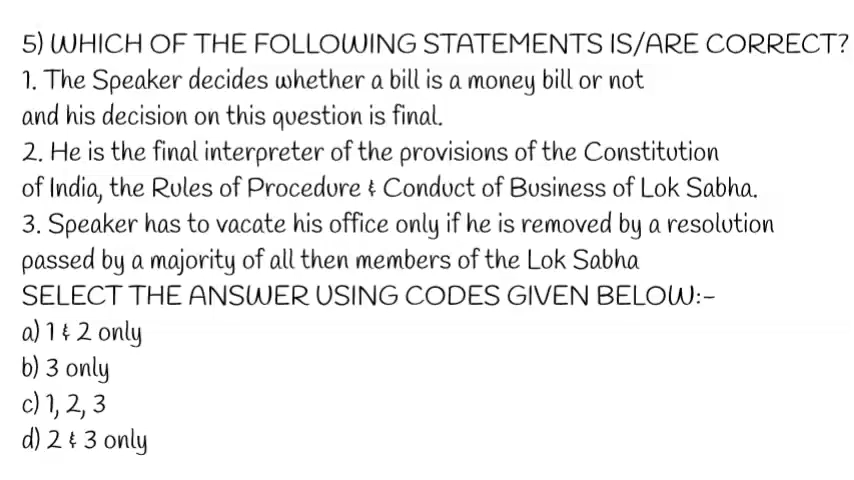 5) WHICH OF THE FOLLOWING STATEMENTS IS/ARE CORRECT?
1. The Speaker decides whether a bill is a money bill or not
and his decision on this question is final.
2. He is the final interpreter of the provisions of the Constitution
of India, the Rules of Procedure & Conduct of Business of Lok Sabha.
3. Speaker has to vacate his office only if he is removed by a resolution
passed by a majority of all then members of the Lok Sabha
SELECT THE ANSWER USING CODES GIVEN BELOW:-
a) 1 & 2 only
b) 3 only
c) 1, 2, 3
d) 2 & 3 only